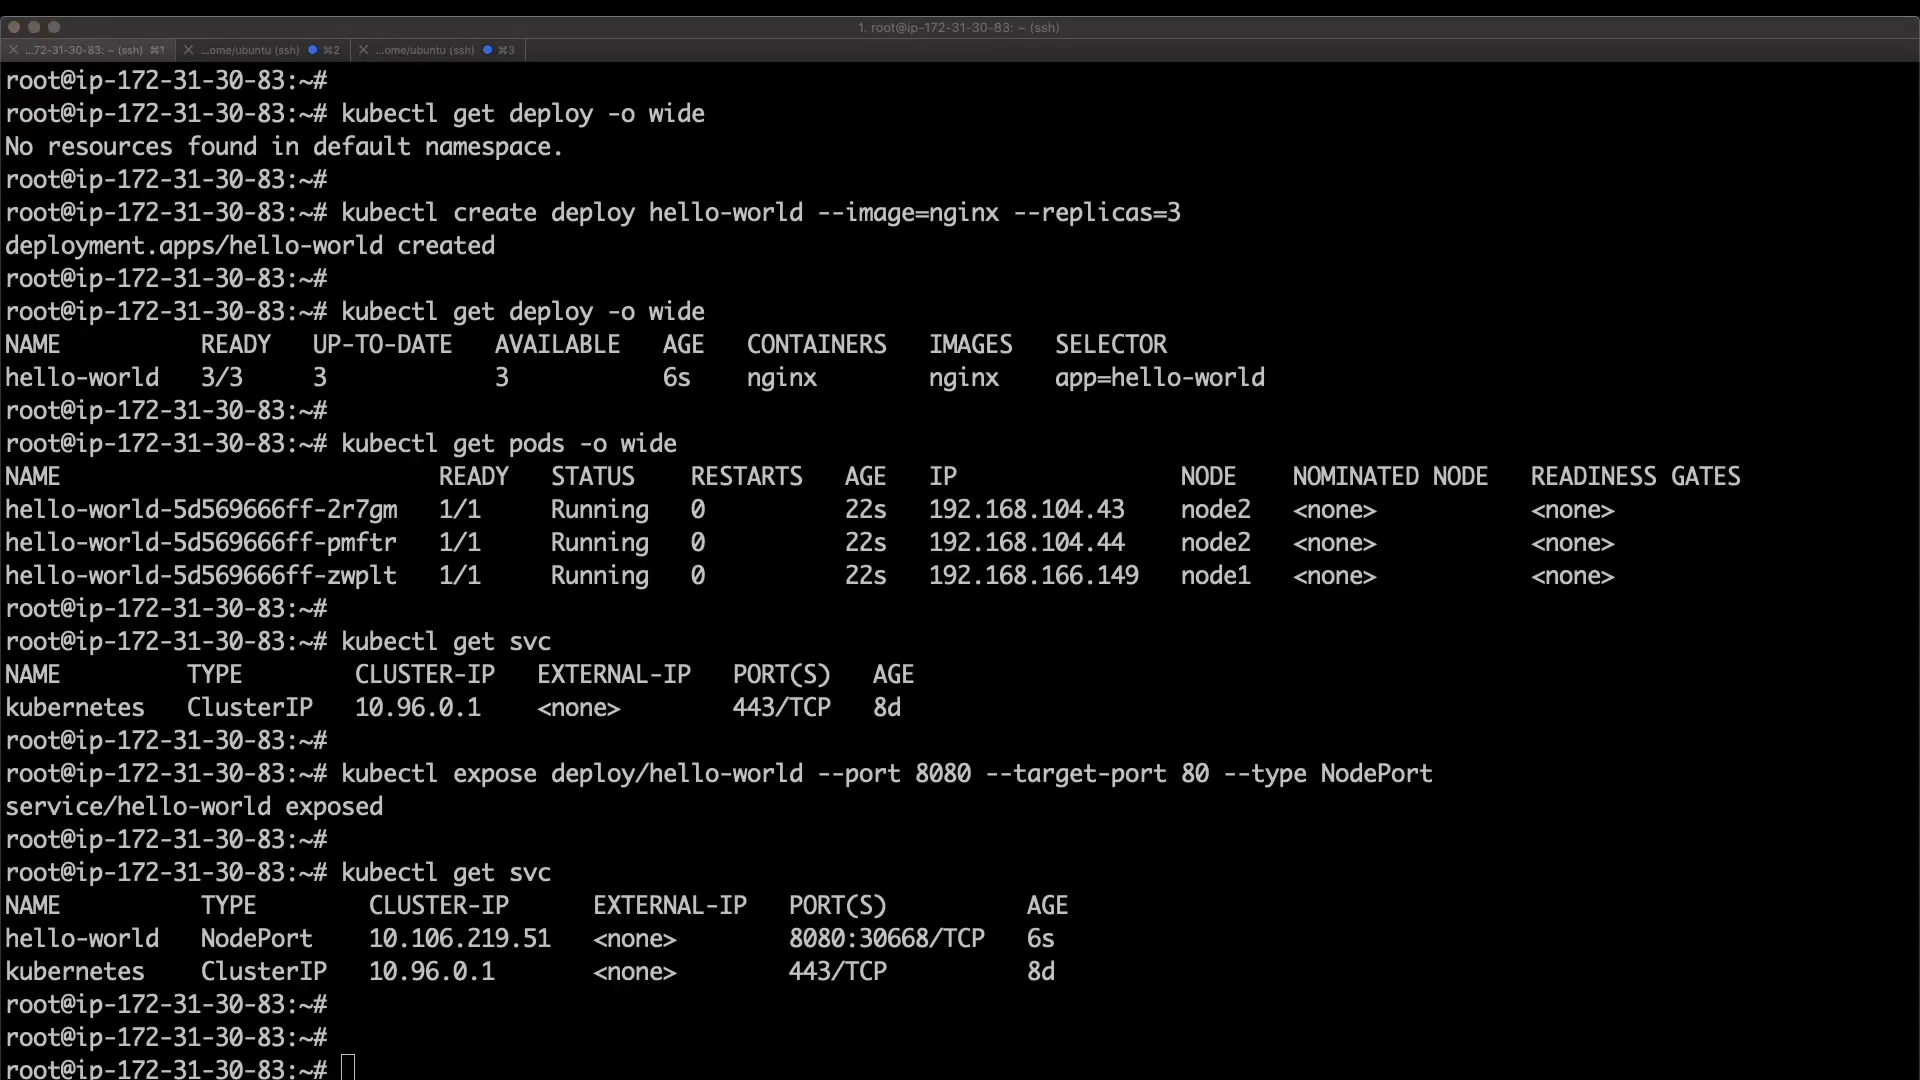 1. root@ip-172-31-30-83: ~ (ssh)
...72-31-30-83: ~ (ssh) ⌘1 ...ome/ubuntu (ssh) ⌘2 ...ome/ubuntu (ssh) ⌘3
root@ip-172-31-30-83:~#
root@ip-172-31-30-83:~# kubectl get deploy -o wide
No resources found in default namespace.
root@ip-172-31-30-83:~#
root@ip-172-31-30-83:~# kubectl create deploy hello-world --image=nginx --replicas=3
deployment.apps/hello-world created
root@ip-172-31-30-83:~#
root@ip-172-31-30-83:~# kubectl get deploy -o wide
NAME          READY   UP-TO-DATE   AVAILABLE   AGE   CONTAINERS   IMAGES   SELECTOR
hello-world   3/3     3            3           6s    nginx        nginx    app=hello-world
root@ip-172-31-30-83:~#
root@ip-172-31-30-83:~# kubectl get pods -o wide
NAME                           READY   STATUS    RESTARTS   AGE   IP                NODE    NOMINATED NODE   READINESS GATES
hello-world-5d569666ff-2r7gm   1/1     Running   0          22s   192.168.104.43    node2   <none>           <none>
hello-world-5d569666ff-pmftr   1/1     Running   0          22s   192.168.104.44    node2   <none>           <none>
hello-world-5d569666ff-zwplt   1/1     Running   0          22s   192.168.166.149   node1   <none>           <none>
root@ip-172-31-30-83:~#
root@ip-172-31-30-83:~# kubectl get svc
NAME         TYPE        CLUSTER-IP   EXTERNAL-IP   PORT(S)   AGE
kubernetes   ClusterIP   10.96.0.1    <none>        443/TCP   8d
root@ip-172-31-30-83:~#
root@ip-172-31-30-83:~# kubectl expose deploy/hello-world --port 8080 --target-port 80 --type NodePort
service/hello-world exposed
root@ip-172-31-30-83:~#
root@ip-172-31-30-83:~# kubectl get svc
NAME          TYPE        CLUSTER-IP      EXTERNAL-IP   PORT(S)          AGE
hello-world   NodePort    10.106.219.51   <none>        8080:30668/TCP   6s
kubernetes    ClusterIP   10.96.0.1       <none>        443/TCP          8d
root@ip-172-31-30-83:~#
root@ip-172-31-30-83:~#
root@ip-172-31-30-83:~#